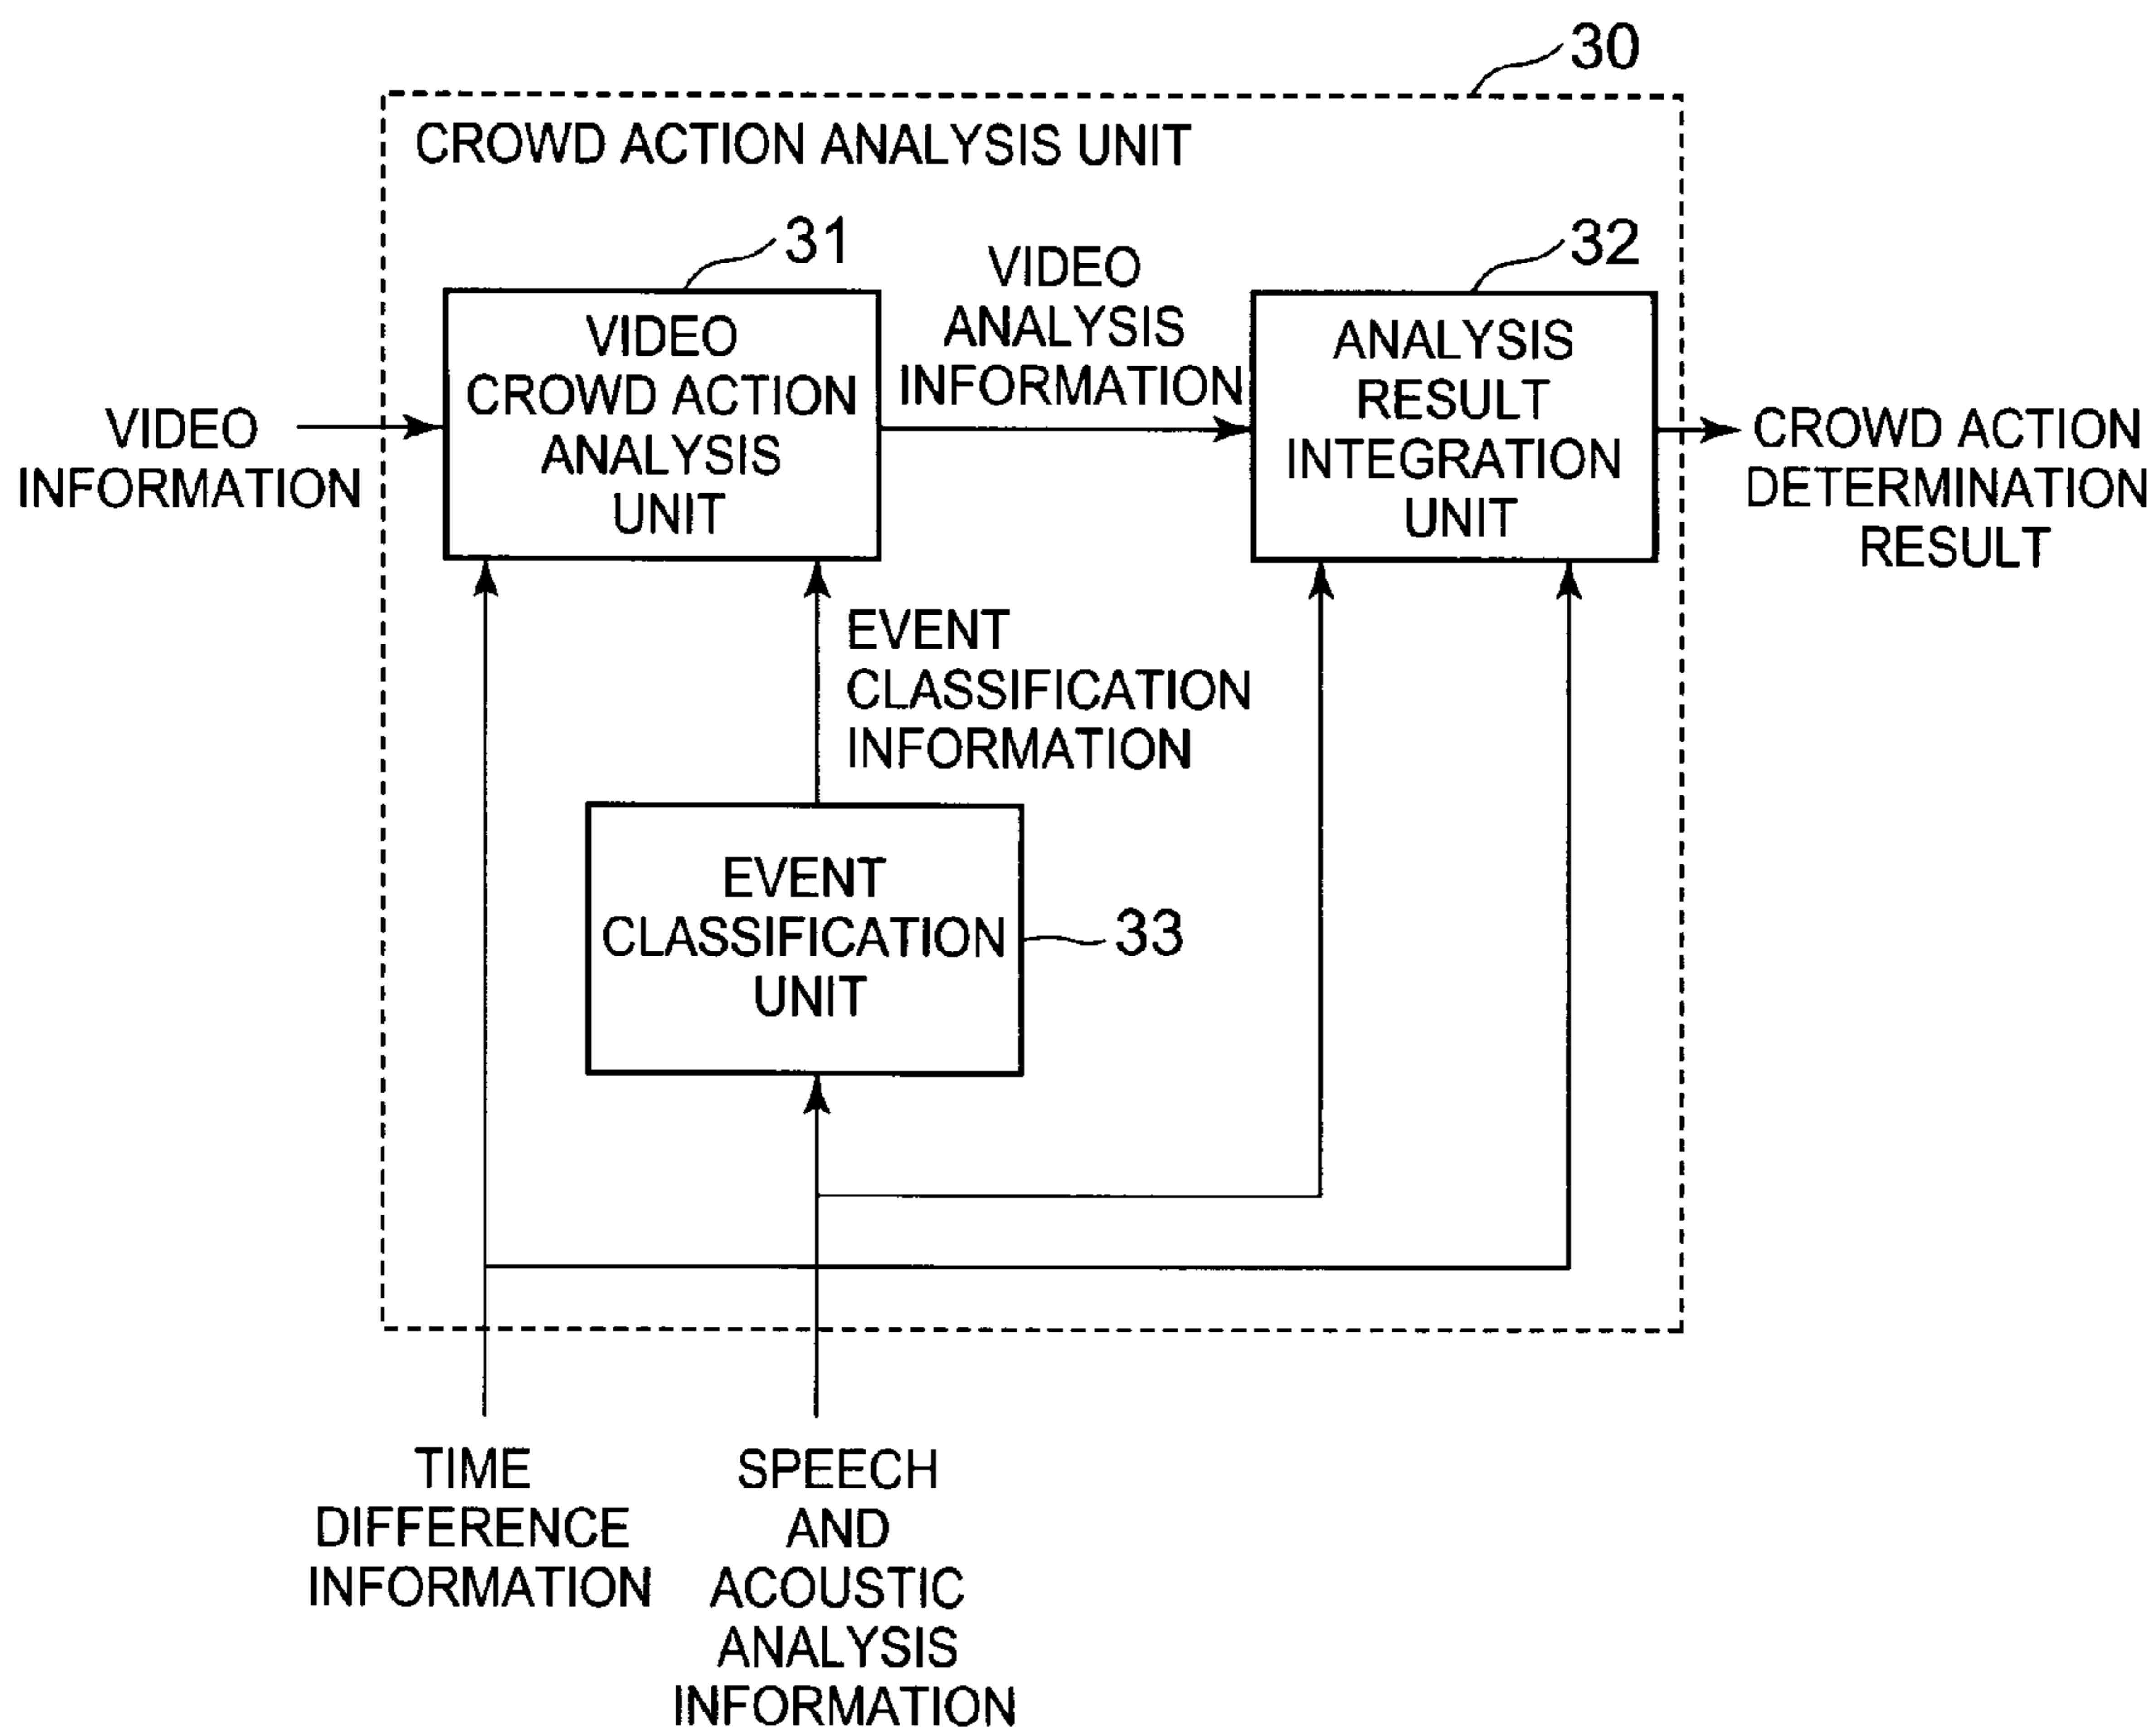 30
CROWD ACTION ANALYSIS UNIT
31
32
VIDEO
CROWD ACTION
ANALYSIS
UNIT
VIDEO
ANALYSIS
INFORMATION
ANALYSIS
RESULT
INTEGRATION
UNIT
VIDEO
INFORMATION
CROWD ACTION
DETERMINATION
RESULT
EVENT
CLASSIFICATION
INFORMATION
EVENT
CLASSIFICATION
UNIT
33
TIME
DIFFERENCE
INFORMATION
SPEECH
AND
ACOUSTIC
ANALYSIS
INFORMATION